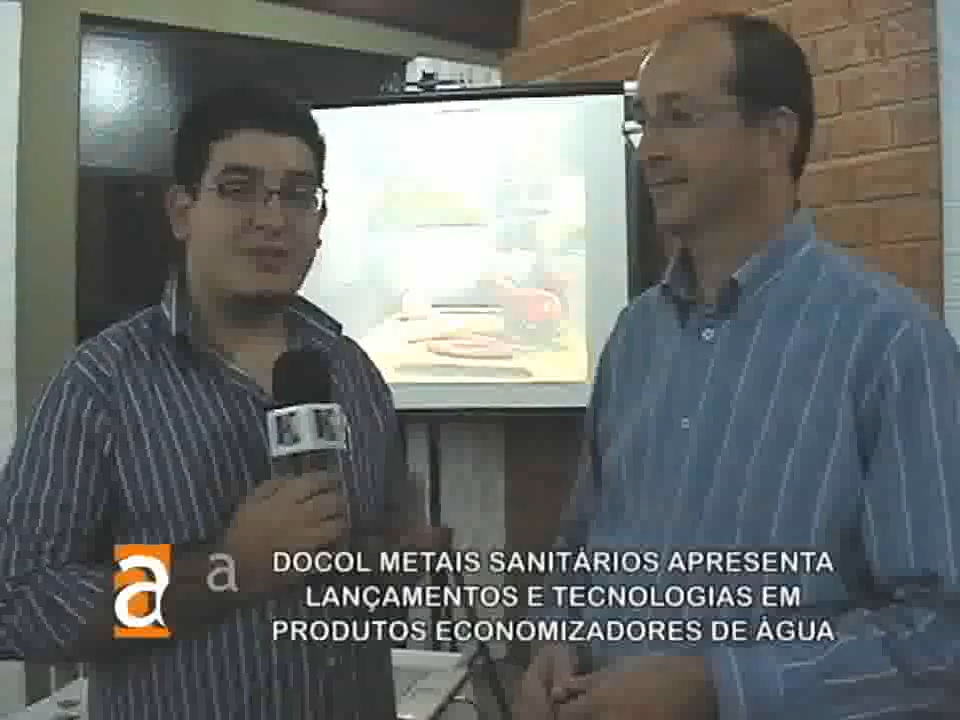 a
a
DOCOL METAIS SANITÁRIOS APRESENTA
LANÇAMENTOS E TECNOLOGIAS EM
PRODUTOS ECONOMIZADORES DE ÁGUA